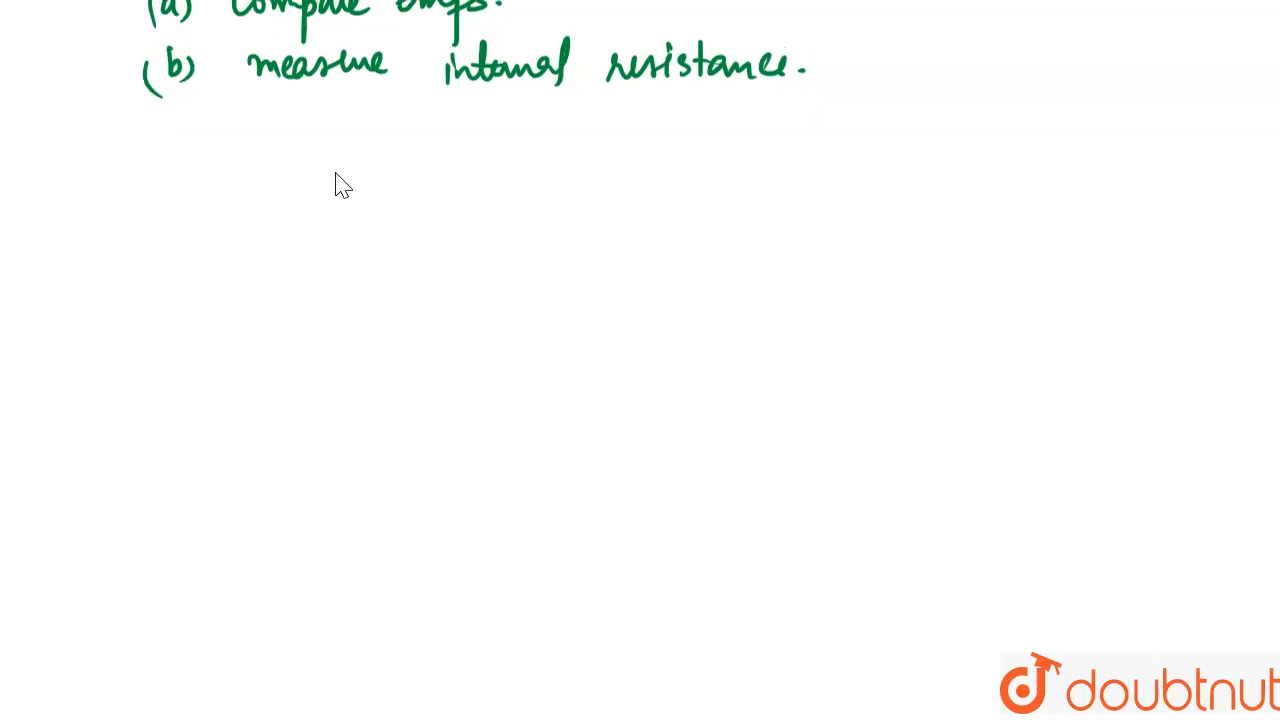 (a) compare emfs.
(b) measure internal resistance.
doubtnut